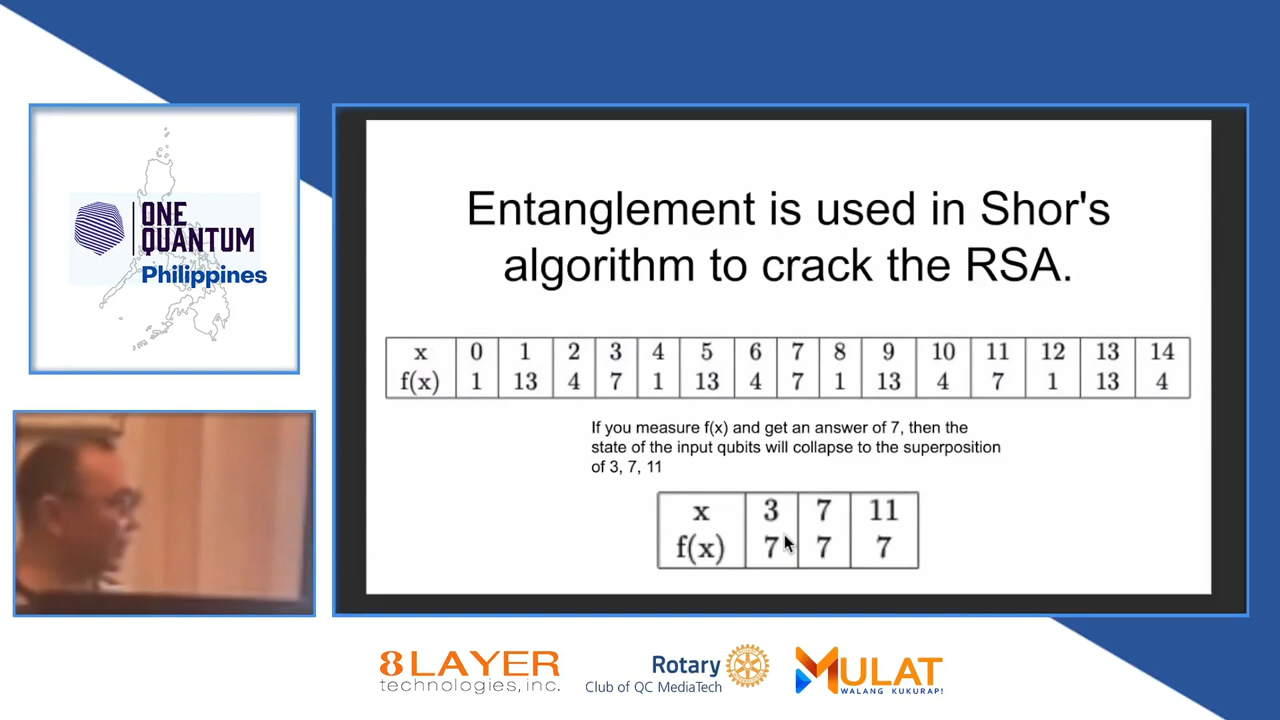 ONE
QUANTUM
Philippines
Entanglement is used in Shor's
algorithm to crack the RSA.
x 0 1 2 3 4 5 6 7 8 9 10 11 12 13 14
f(x) 1 13 4 7 1 13 4 7 1 13 4 7 1 13 4
If you measure f(x) and get an answer of 7, then the
state of the input qubits will collapse to the superposition
of 3, 7, 11
x 3 7 11
f(x) 7 7 7
8LAYER
technologies, inc.
Rotary
Club of QC MediaTech
MULAT
WALANG KUKURAP!